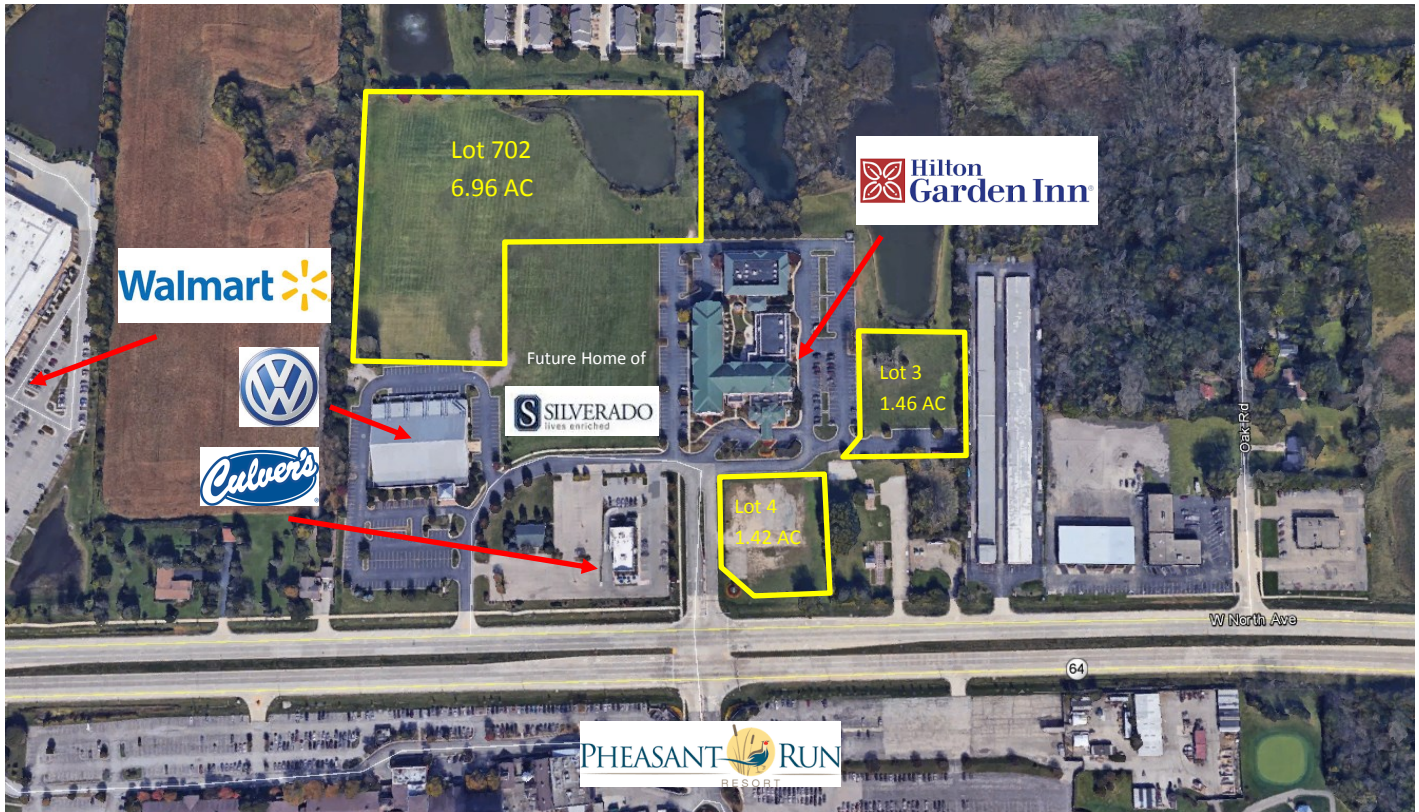 Lot 702
6.96 AC
Hilton
Garden Inn
Walmart
Lot 3
1.46 AC
Future Home of
SILVERADO
lives enriched
Culver's
Lot 4
1.42 AC
Oak Rd
W North Ave
64
PHEASANT RUN
RESORT